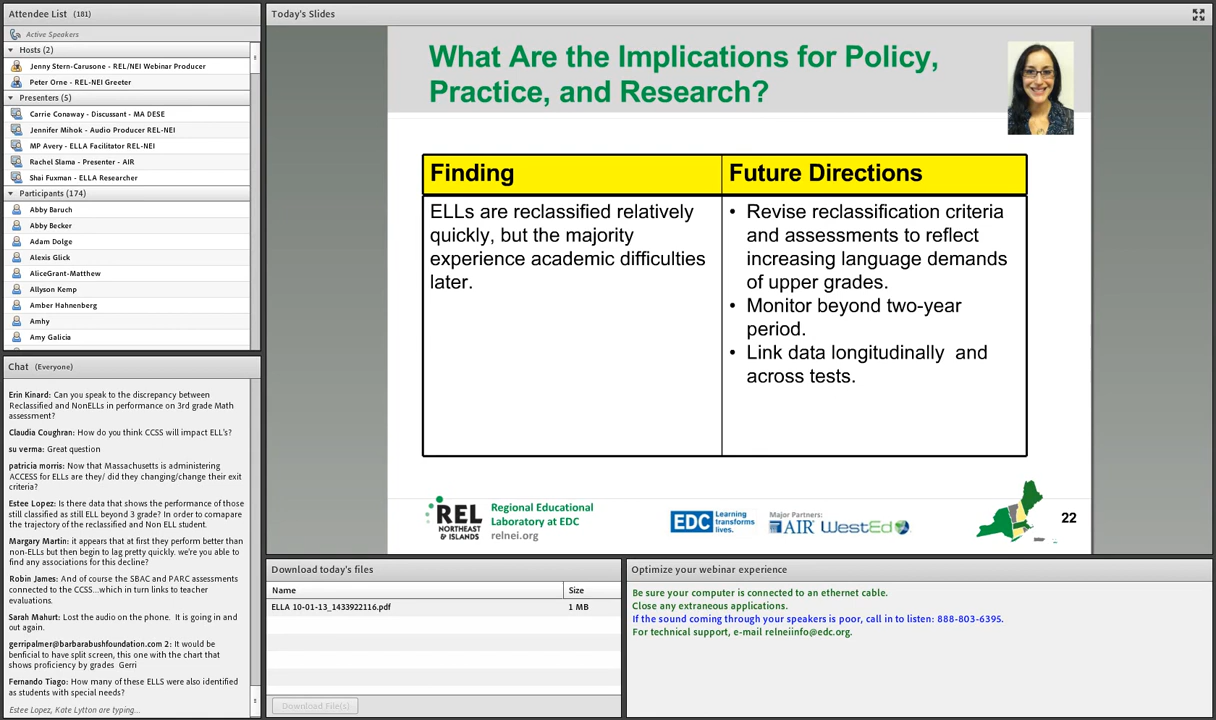 Attendee List (181)
Active Speakers
Hosts (2)
Jenny Stern-Carusone - REL/NEI Webinar Producer
Peter Orne - REL-NEI Greeter
Presenters (5)
Carrie Conaway - Discussant - MA DESE
Jennifer Mihok - Audio Producer REL-NEI
MP Avery - ELLA Facilitator REL-NEI
Rachel Slama - Presenter - AIR
Shai Fuxman - ELLA Researcher
Participants (174)
Abby Baruch
Abby Becker
Adam Dolge
Alexis Glick
AliceGrant-Matthew
Allyson Kemp
Amber Hahnenberg
Amhy
Amy Galicia
Chat (Everyone)
Erin Kinard: Can you speak to the discrepancy between
Reclassified and NonELLs in performance on 3rd grade Math
assessment?
Claudia Coughran: How do you think CCSS will impact ELL's?
su verma: Great question
patricia morris: Now that Massachusetts is administering
ACCESS for ELLs are they/ did they changing/change their exit
criteria?
Estee Lopez: Is there data that shows the performance of those
still classified as still ELL beyond 3 grade? In order to comapare
the trajectory of the reclassified and Non ELL student.
Margary Martin: it appears that at first they perform better than
non-ELLs but then begin to lag pretty quickly. we're you able to
find any associations for this decline?
Robin James: And of course the SBAC and PARC assessments
connected to the CCSS...which in turn links to teacher
evaluations.
Sarah Mahurt: Lost the audio on the phone. It is going in and
out again.
gerripalmer@barbarabushfoundation.com 2: It would be
benficial to have split screen, this one with the chart that
shows proficiency by grades Gerri
Fernando Tiago: How many of these ELLS were also identified
as students with special needs?
Estee Lopez, Kate Lytton are typing...
Today's Slides
What Are the Implications for Policy,
Practice, and Research?
Finding
Future Directions
ELLs are reclassified relatively
quickly, but the majority
experience academic difficulties
later.
• Revise reclassification criteria
and assessments to reflect
increasing language demands
of upper grades.
• Monitor beyond two-year
period.
• Link data longitudinally and
across tests.
REL
NORTHEAST
& ISLANDS
Regional Educational
Laboratory at EDC
relnei.org
EDC Learning
transforms
lives.
Major Partners:
AIR WestEd
22
Download today's files
Name Size
ELLA 10-01-13_1433922116.pdf 1 MB
Download File(s)
Optimize your webinar experience
Be sure your computer is connected to an ethernet cable.
Close any extraneous applications.
If the sound coming through your speakers is poor, call in to listen: 888-803-6395.
For technical support, e-mail relneiinfo@edc.org.